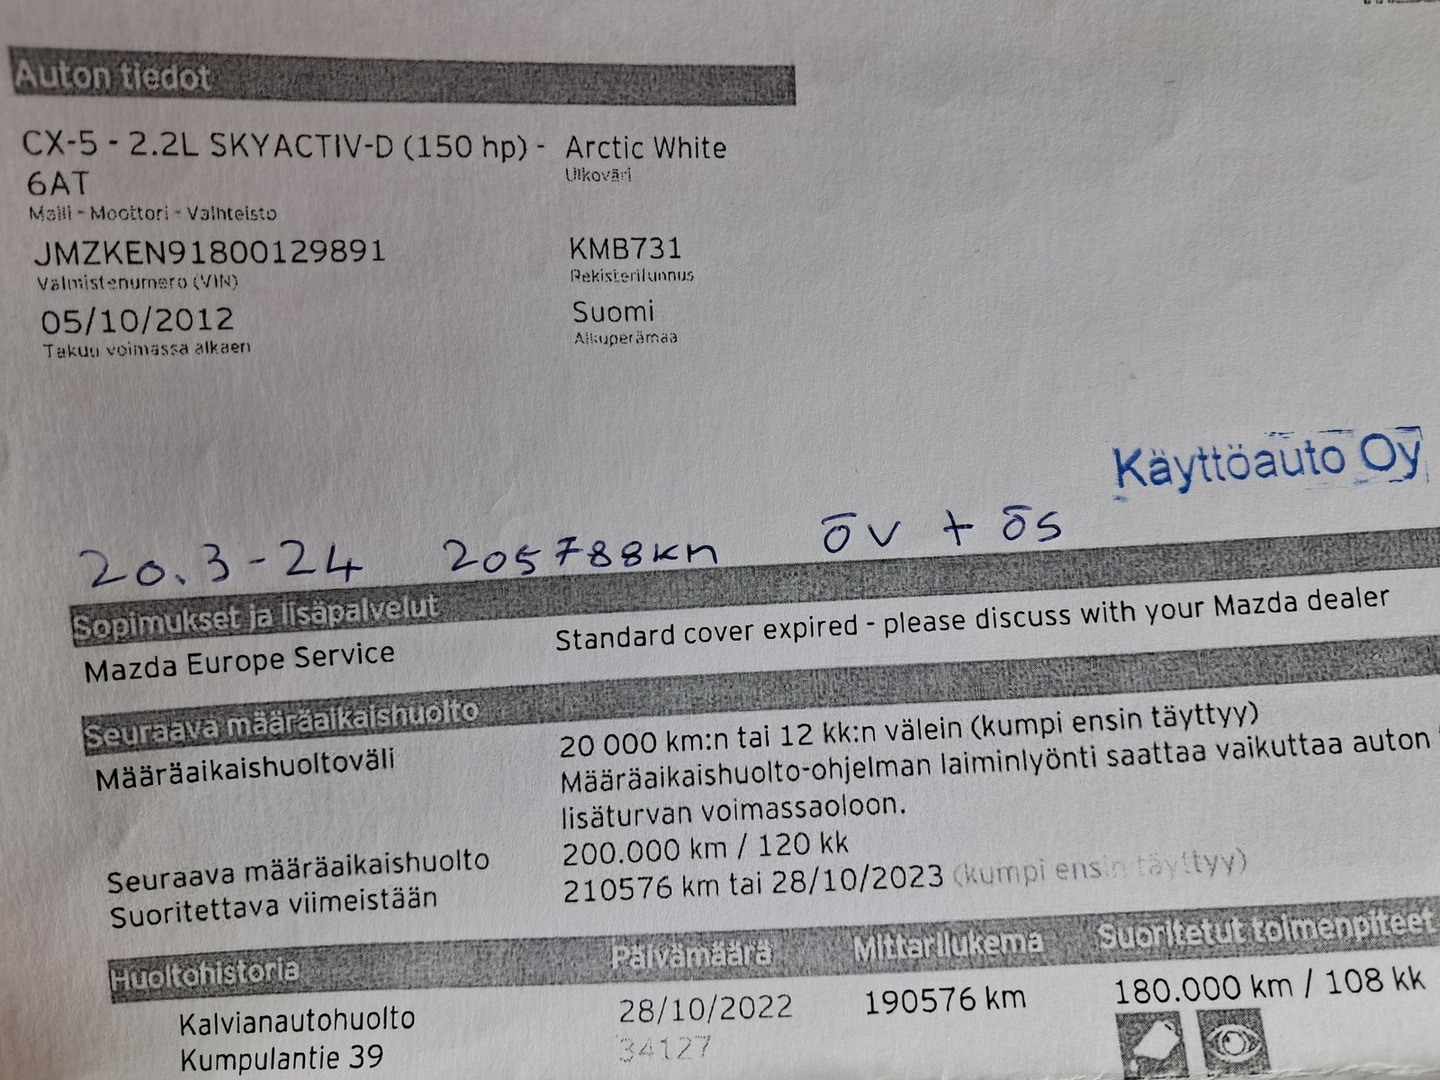 Auton tiedot
CX-5 - 2.2L SKYACTIV-D (150 hp) - Arctic White
6AT Ulkoväri
Malli - Moottori - Vaihteisto
JMZKEN91800129891 KMB731
Valmistenumero (VIN) Rekisteritunnus
05/10/2012 Suomi
Takuu voimassa alkaen Alkuperämaa
Käyttöauto Oy
20.3-24 205788km öv + ös
Sopimukset ja lisäpalvelut
Mazda Europe Service Standard cover expired - please discuss with your Mazda dealer
Seuraava määräaikaishuolto
Määräaikaishuoltoväli 20 000 km:n tai 12 kk:n välein (kumpi ensin täyttyy)
Määräaikaishuolto-ohjelman laiminlyönti saattaa vaikuttaa auton
lisäturvan voimassaoloon.
Seuraava määräaikaishuolto 200.000 km / 120 kk
Suoritettava viimeistään 210576 km tai 28/10/2023 (kumpi ensin täyttyy)
Huoltohistoria Päivämäärä Mittarilukema Suoritetut toimenpiteet
Kalvianautohuolto 28/10/2022 190576 km 180.000 km / 108 kk
Kumpulantie 39 34127